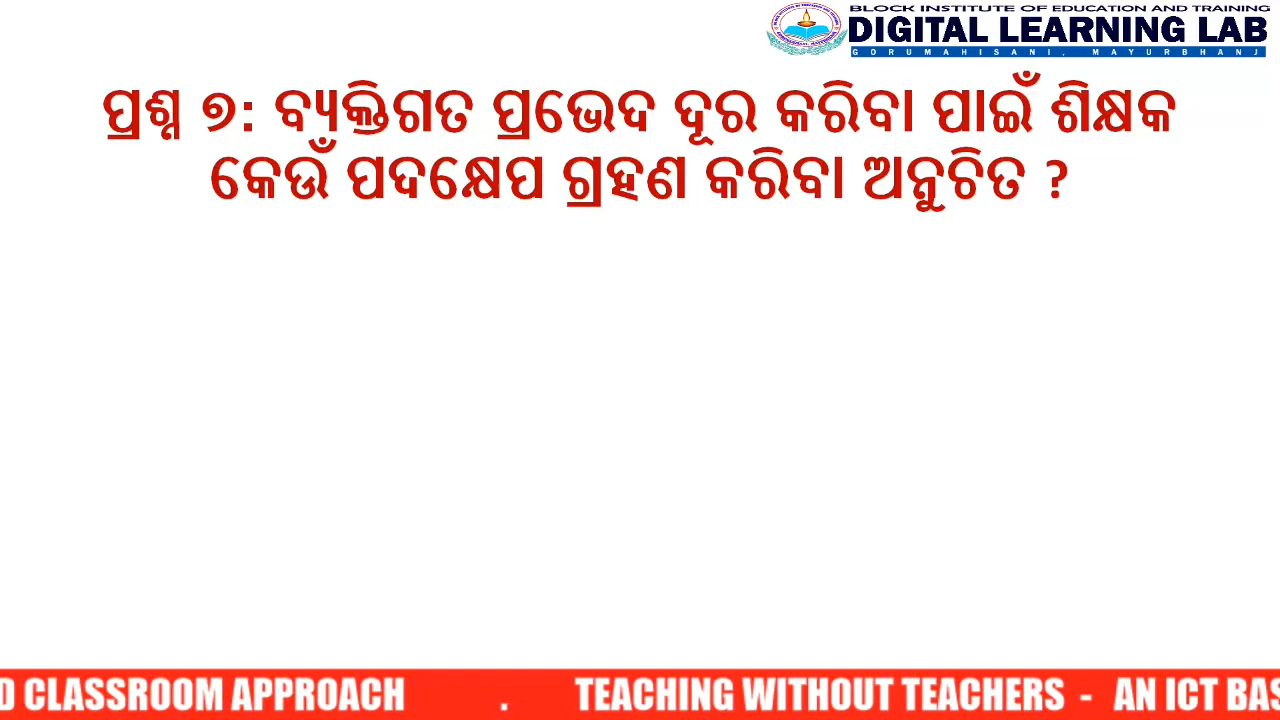 BLOCK INSTITUTE OF EDUCATION AND TRAINING
DIGITAL LEARNING LAB
GORUMAHISANI, MAYURBHANJ
ପ୍ରଶ୍ନ ୭: ବ୍ୟକ୍ତିଗତ ପ୍ରଭେଦ ଦୂର କରିବା ପାଇଁ ଶିକ୍ଷକ
କେଉଁ ପଦକ୍ଷେପ ଗ୍ରହଣ କରିବା ଅନୁଚିତ ?
D CLASSROOM APPROACH . TEACHING WITHOUT TEACHERS - AN ICT BAS